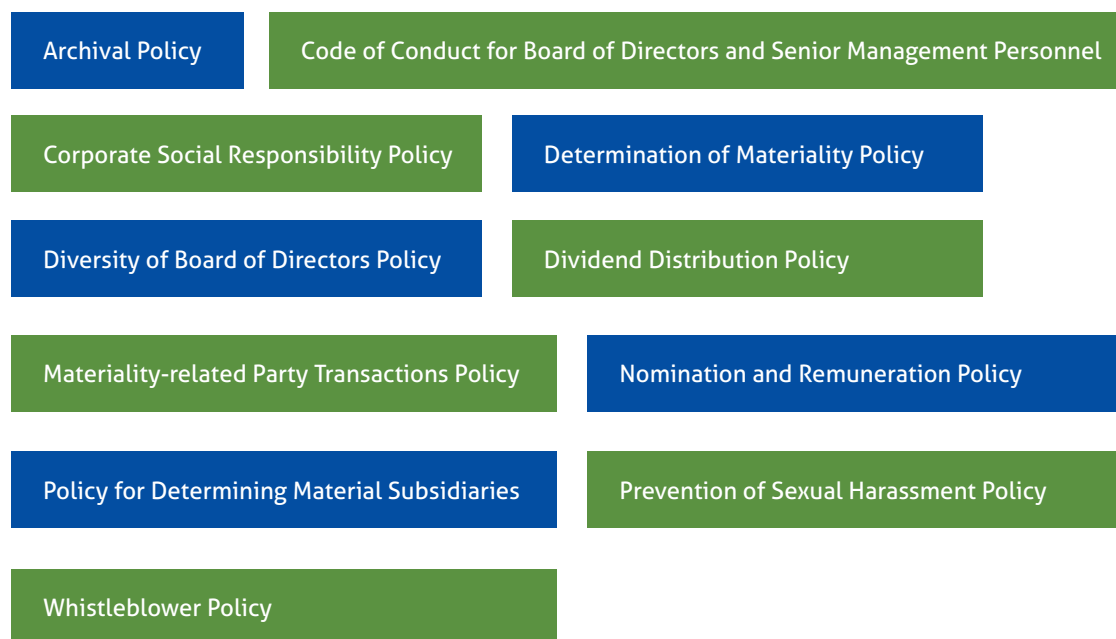 Archival Policy
Code of Conduct for Board of Directors and Senior Management Personnel
Corporate Social Responsibility Policy
Determination of Materiality Policy
Diversity of Board of Directors Policy
Dividend Distribution Policy
Materiality-related Party Transactions Policy
Nomination and Remuneration Policy
Policy for Determining Material Subsidiaries
Prevention of Sexual Harassment Policy
Whistleblower Policy